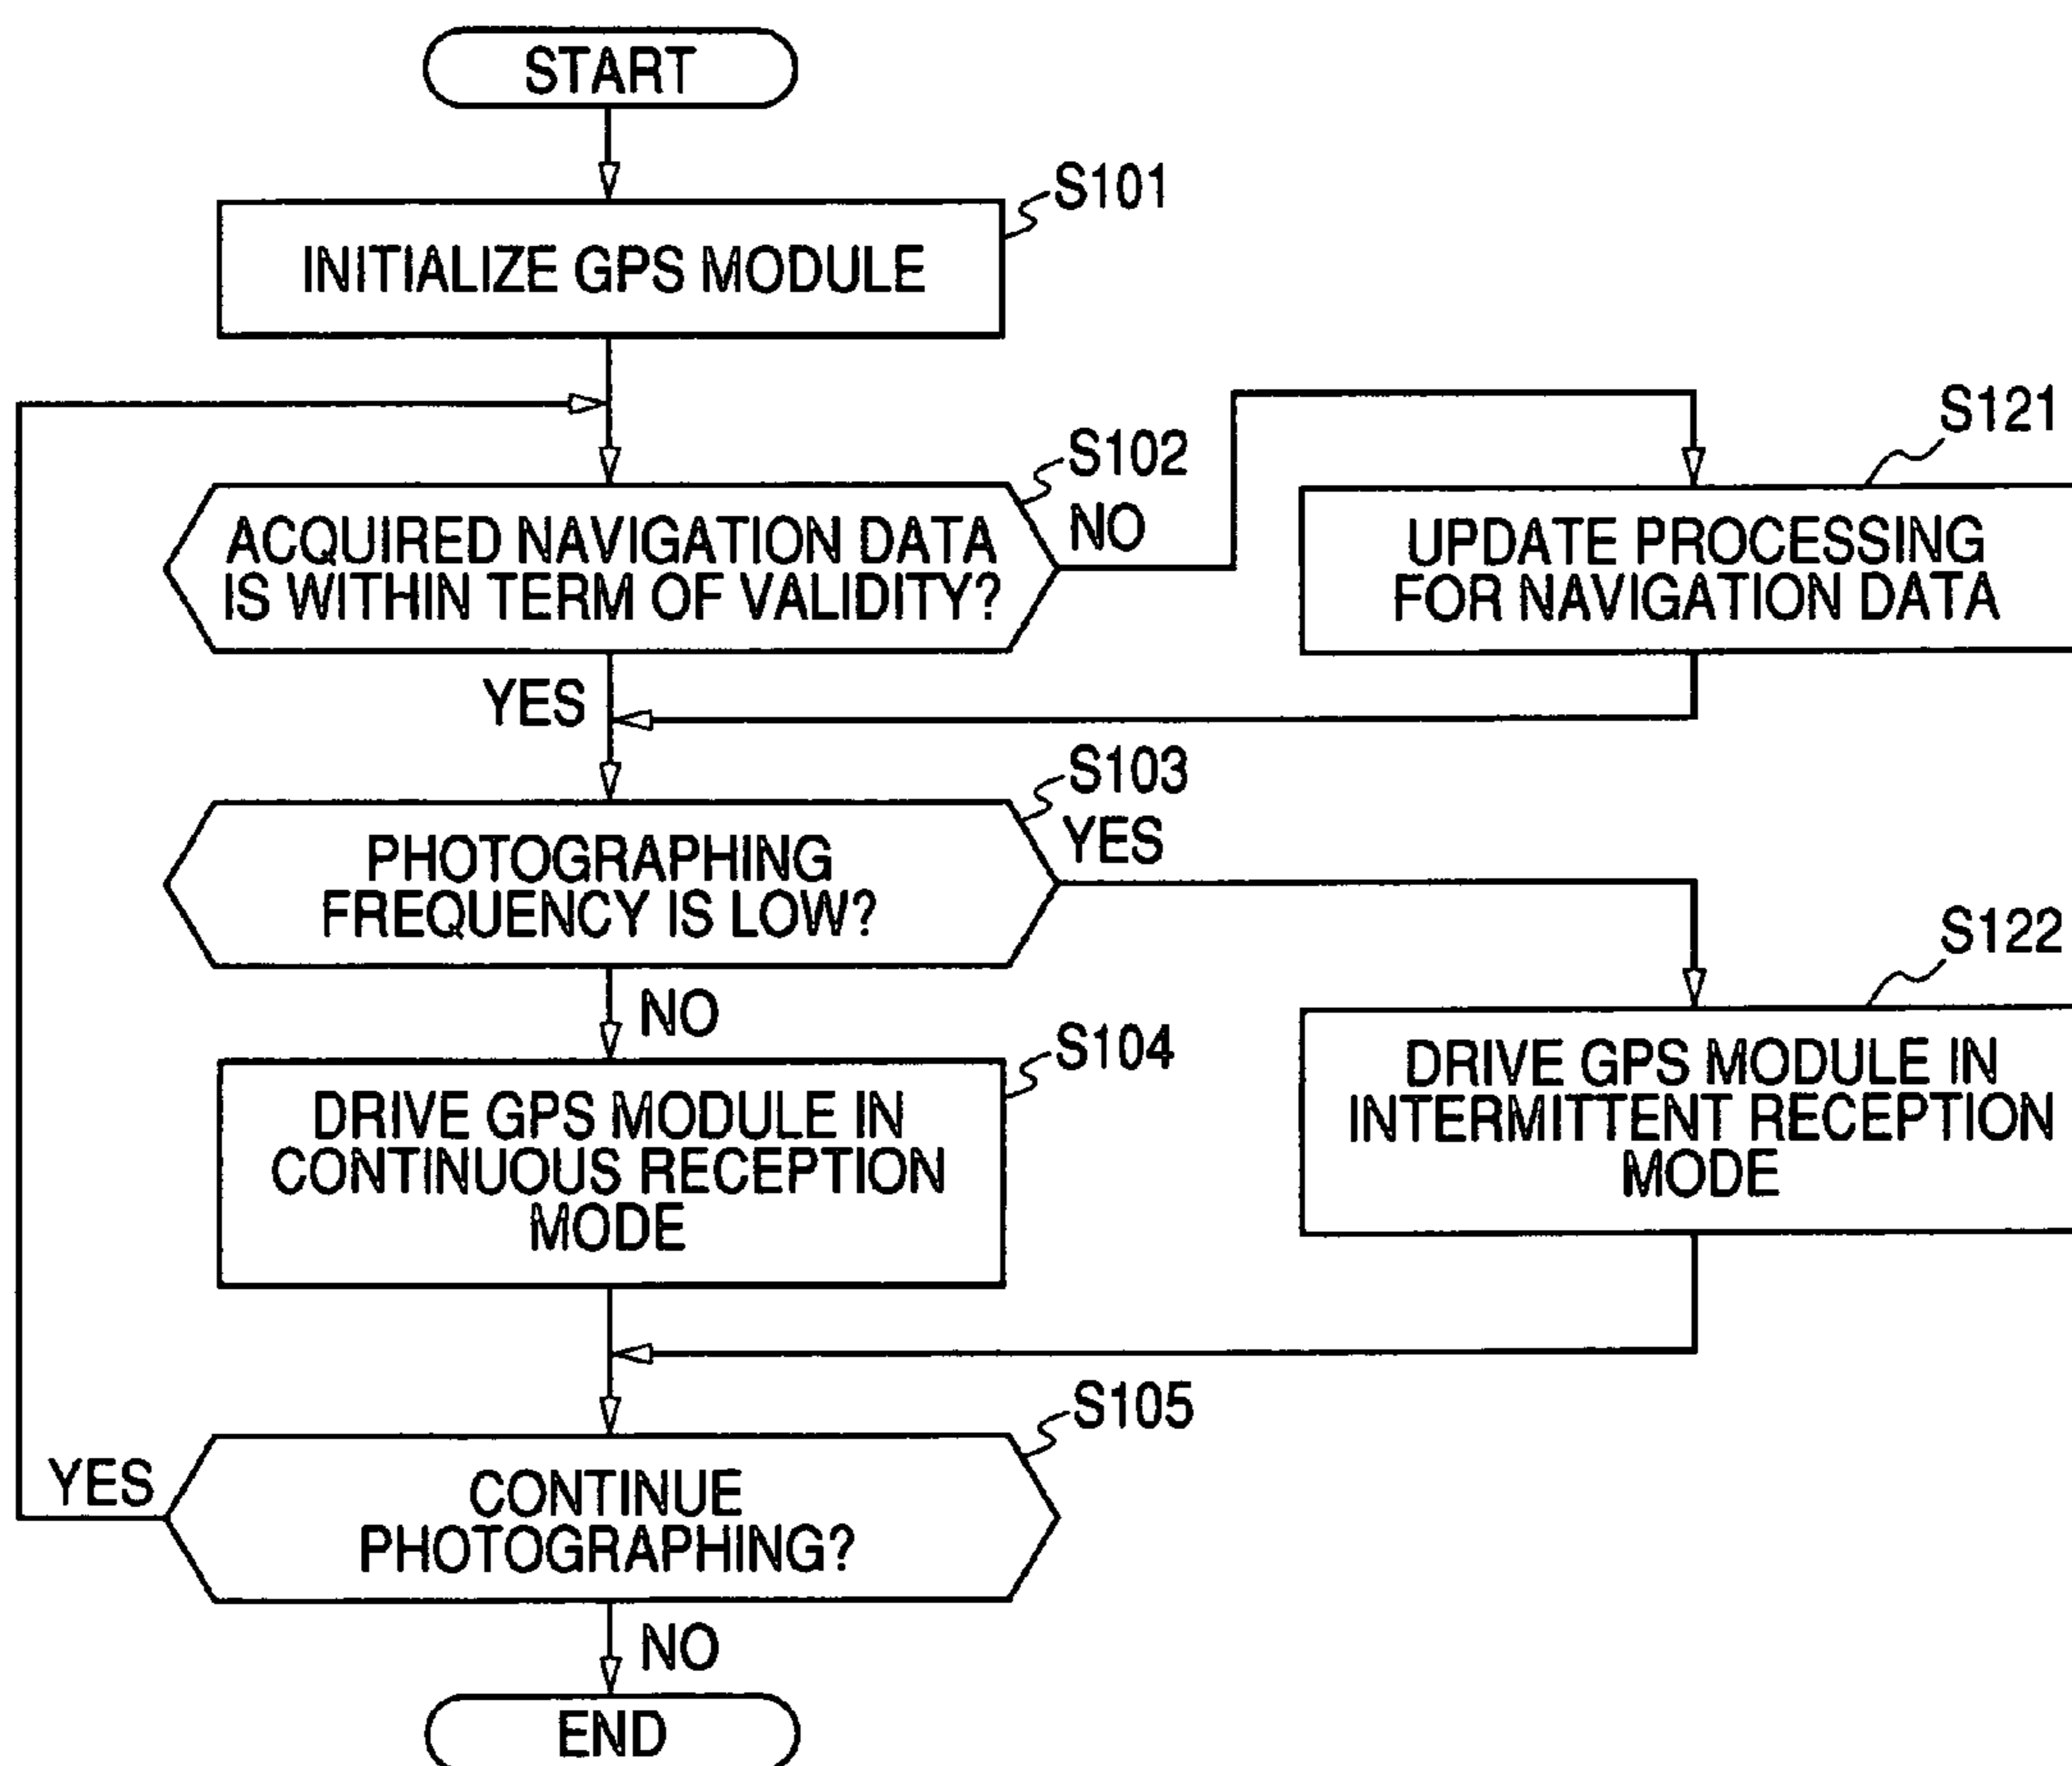 START
S101
INITIALIZE GPS MODULE
S102
ACQUIRED NAVIGATION DATA
IS WITHIN TERM OF VALIDITY?
NO
S121
UPDATE PROCESSING
FOR NAVIGATION DATA
YES
S103
PHOTOGRAPHING
FREQUENCY IS LOW?
YES
NO
S104
DRIVE GPS MODULE IN
CONTINUOUS RECEPTION
MODE
S122
DRIVE GPS MODULE IN
INTERMITTENT RECEPTION
MODE
S105
CONTINUE
PHOTOGRAPHING?
YES
NO
END